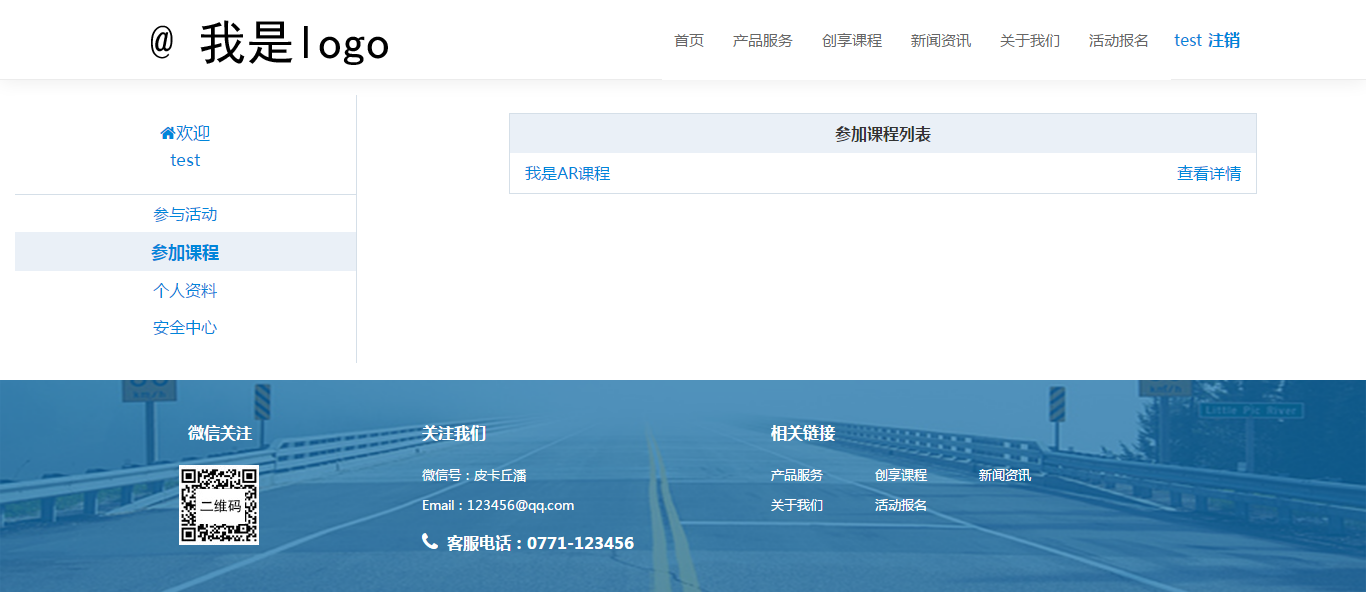 @ 我是logo
首页 产品服务 创享课程 新闻资讯 关于我们 活动报名 test 注销
欢迎
test
参与活动
参加课程
个人资料
安全中心
参加课程列表
我是AR课程 查看详情
微信关注
二维码
关注我们
微信号：皮卡丘潘
Email：123456@qq.com
客服电话：0771-123456
相关链接
产品服务 创享课程 新闻资讯
关于我们 活动报名
km/h
km/h
Little Pic River